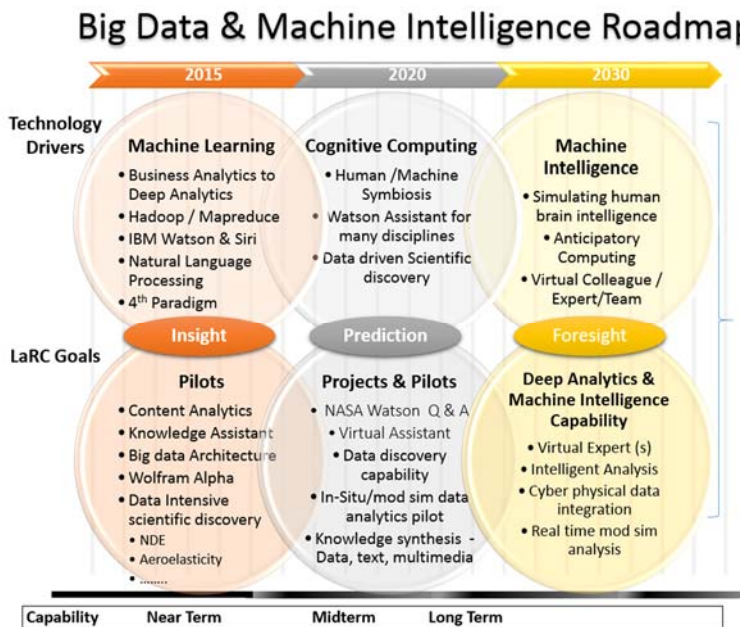 Big Data & Machine Intelligence Roadmap
2015
2020
2030
Technology
Drivers
Machine Learning
• Business Analytics to
Deep Analytics
• Hadoop / Mapreduce
• IBM Watson & Siri
• Natural Language
Processing
• 4th Paradigm
Cognitive Computing
• Human /Machine
Symbiosis
• Watson Assistant for
many disciplines
• Data driven Scientific
discovery
Machine
Intelligence
• Simulating human
brain intelligence
• Anticipatory
Computing
• Virtual Colleague /
Expert/Team
Insight
Prediction
Foresight
LaRC Goals
Pilots
• Content Analytics
• Knowledge Assistant
• Big data Architecture
• Wolfram Alpha
• Data Intensive
scientific discovery
• NDE
• Aeroelasticity
• ........
Projects & Pilots
• NASA Watson Q & A
• Virtual Assistant
• Data discovery
capability
• In-Situ/mod sim data
analytics pilot
• Knowledge synthesis -
Data, text, multimedia
Deep Analytics &
Machine Intelligence
Capability
• Virtual Expert (s)
• Intelligent Analysis
• Cyber physical data
integration
• Real time mod sim
analysis
Capability Near Term Midterm Long Term